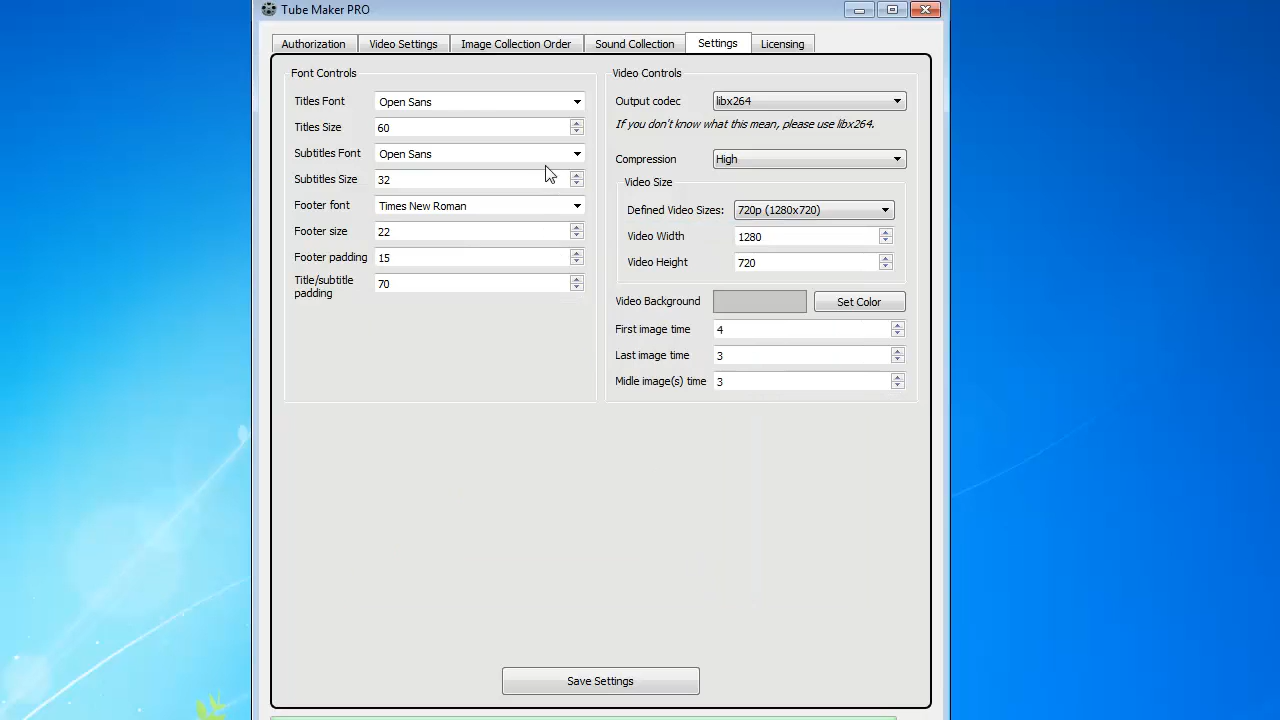 Tube Maker PRO
Authorization Video Settings Image Collection Order Sound Collection Settings Licensing
Font Controls
Titles Font Open Sans
Titles Size 60
Subtitles Font Open Sans
Subtitles Size 32
Footer font Times New Roman
Footer size 22
Footer padding 15
Title/subtitle
padding 70
Video Controls
Output codec libx264
If you don't know what this mean, please use libx264.
Compression High
Video Size
Defined Video Sizes: 720p (1280x720)
Video Width 1280
Video Height 720
Video Background Set Color
First image time 4
Last image time 3
Midle image(s) time 3
Save Settings